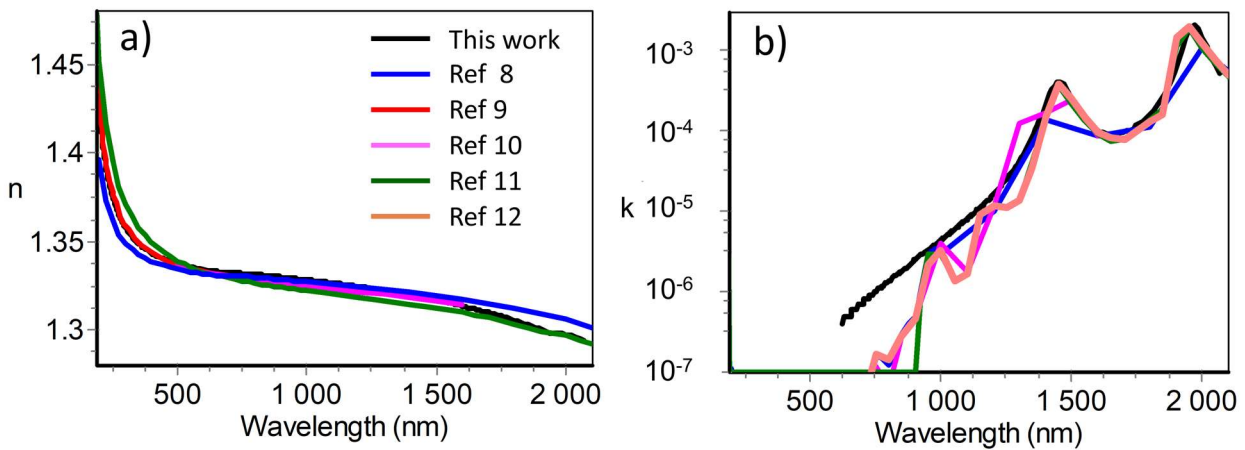 a)
1.45
1.4
n
1.35
1.3
500
1 000
1 500
2 000
Wavelength (nm)
This work
Ref 8
Ref 9
Ref 10
Ref 11
Ref 12
b)
10⁻³
10⁻⁴
k
10⁻⁵
10⁻⁶
10⁻⁷
500
1 000
1 500
2 000
Wavelength (nm)